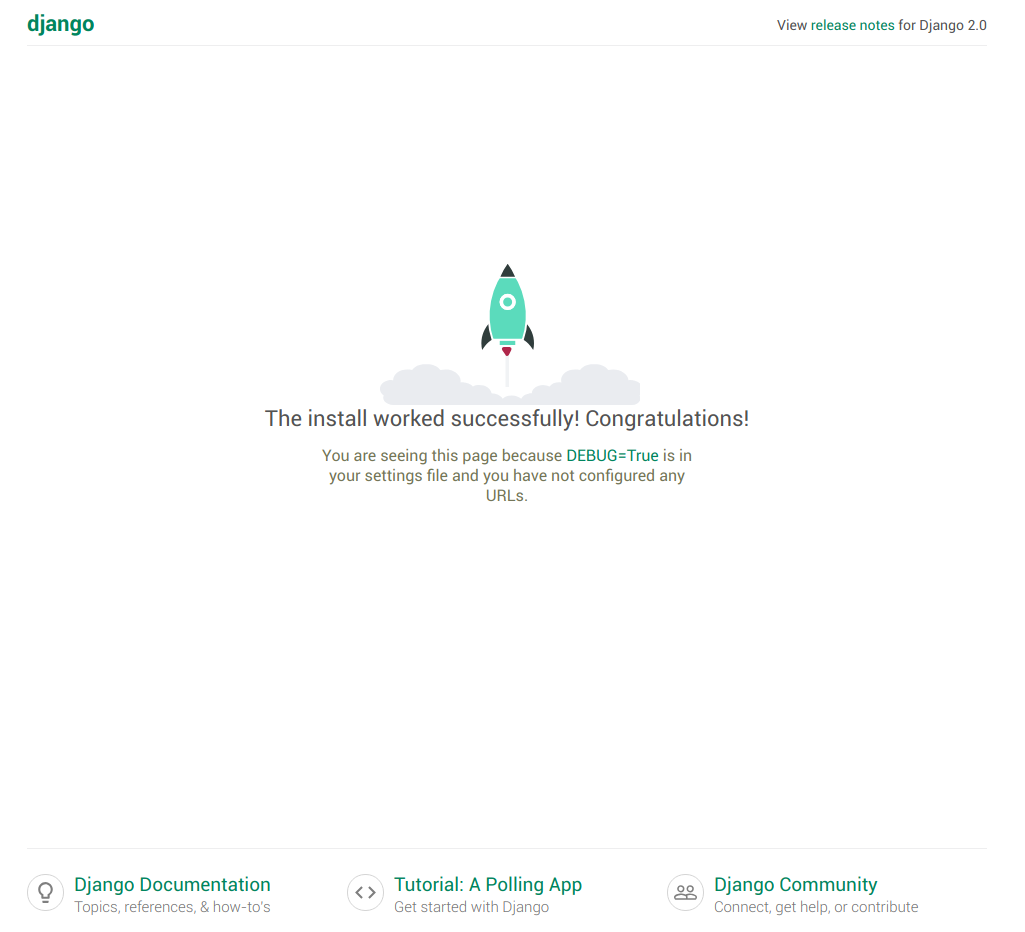 django
View release notes for Django 2.0
The install worked successfully! Congratulations!
You are seeing this page because DEBUG=True is in
your settings file and you have not configured any
URLs.
Django Documentation
Topics, references, & how-to's
Tutorial: A Polling App
Get started with Django
Django Community
Connect, get help, or contribute